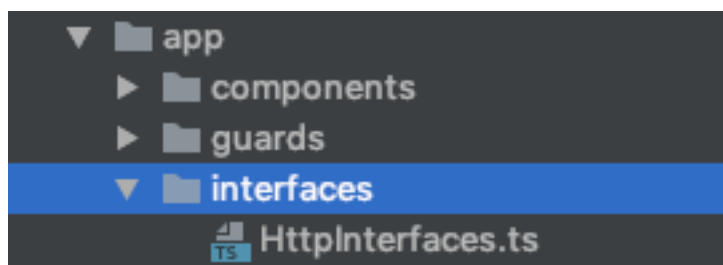 app
components
guards
interfaces
TS HttpInterfaces.ts